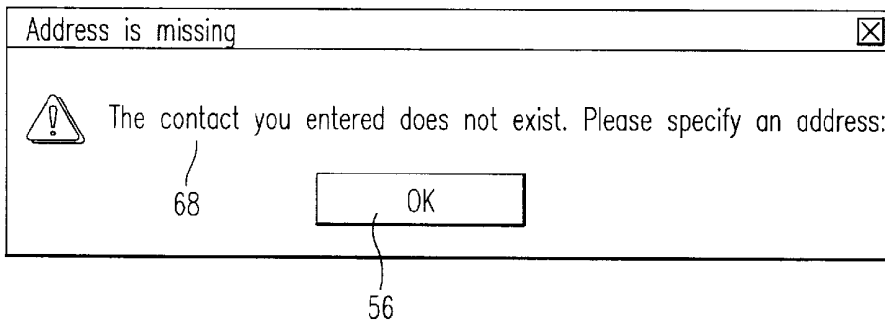 Address is missing
The contact you entered does not exist. Please specify an address:
68
OK
56